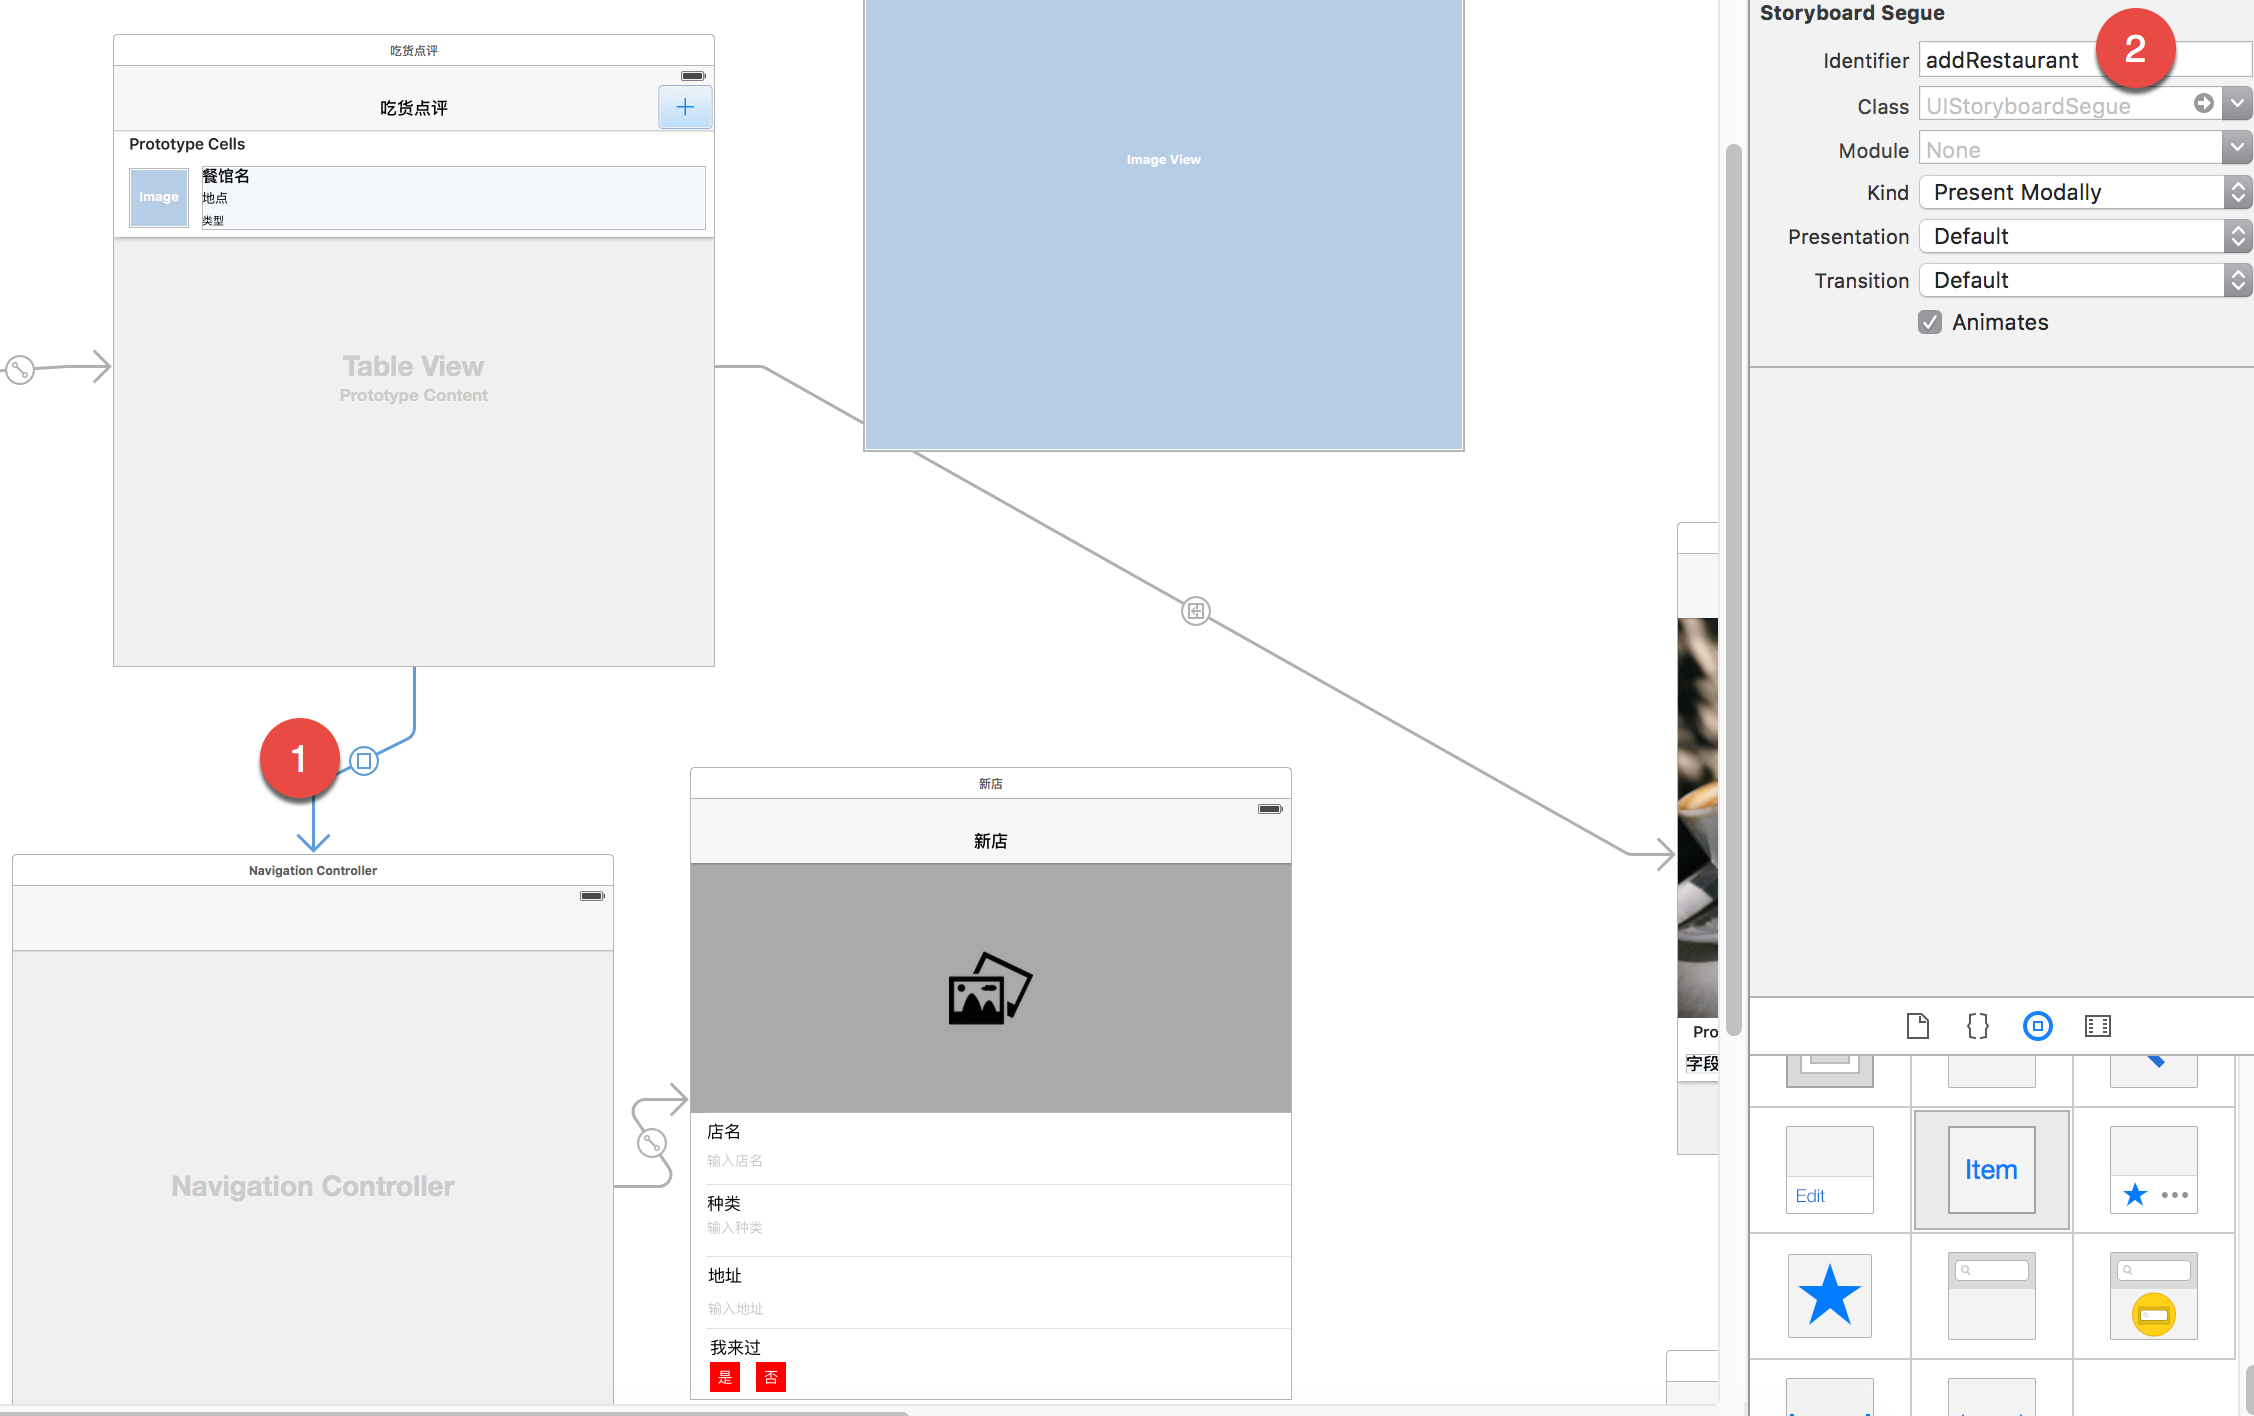 吃货点评
吃货点评
Prototype Cells
Image
餐馆名
地点
类型
Table View
Prototype Content
Image View
1
Navigation Controller
Navigation Controller
新店
新店
店名
输入店名
种类
输入种类
地址
输入地址
我来过
是 否
Pro
字段
Storyboard Segue
Identifier addRestaurant
2
Class UIStoryboardSegue
Module None
Kind Present Modally
Presentation Default
Transition Default
Animates
{}
Edit
Item